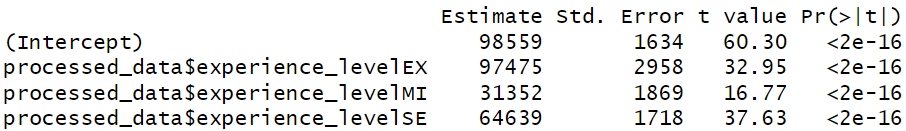 Estimate Std. Error t value Pr(>|t|)
(Intercept) 98559 1634 60.30 <2e-16
processed_data$experience_levelEX 97475 2958 32.95 <2e-16
processed_data$experience_levelMI 31352 1869 16.77 <2e-16
processed_data$experience_levelSE 64639 1718 37.63 <2e-16